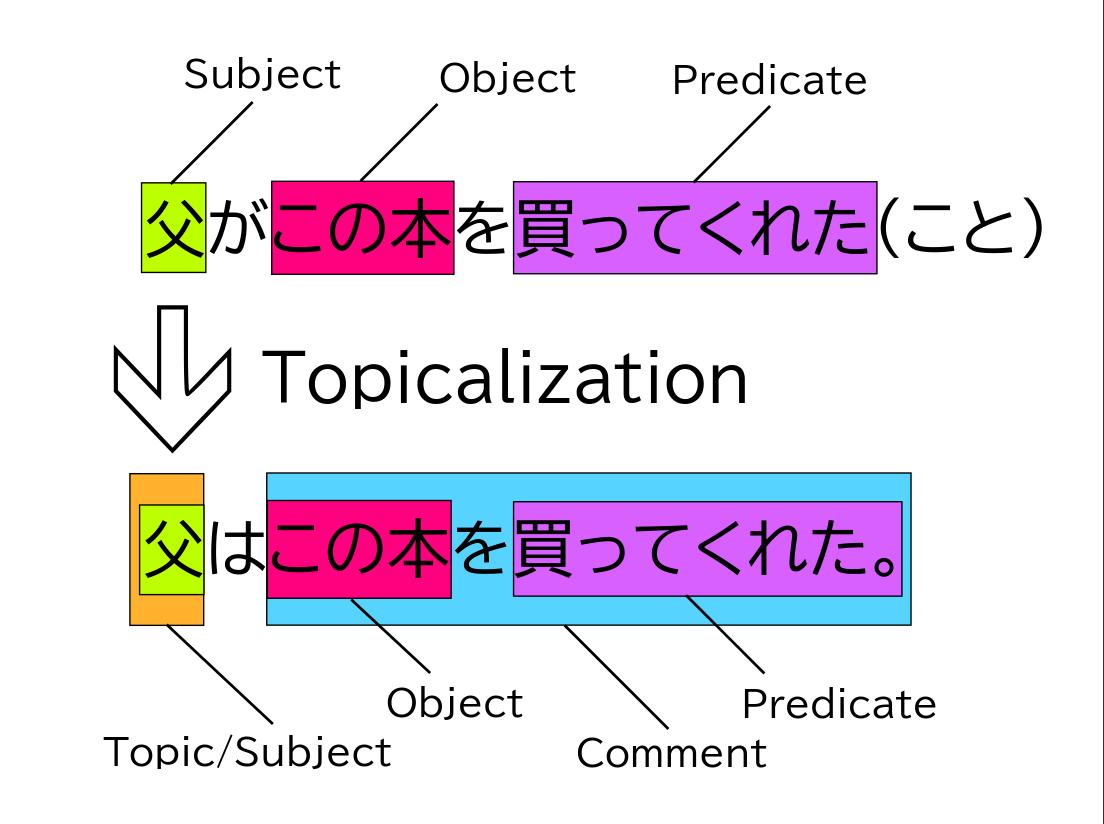 Subject Object Predicate
父がこの本を買ってくれた(こと)
Topicalization
父はこの本を買ってくれた。
Object Predicate
Topic/Subject Comment